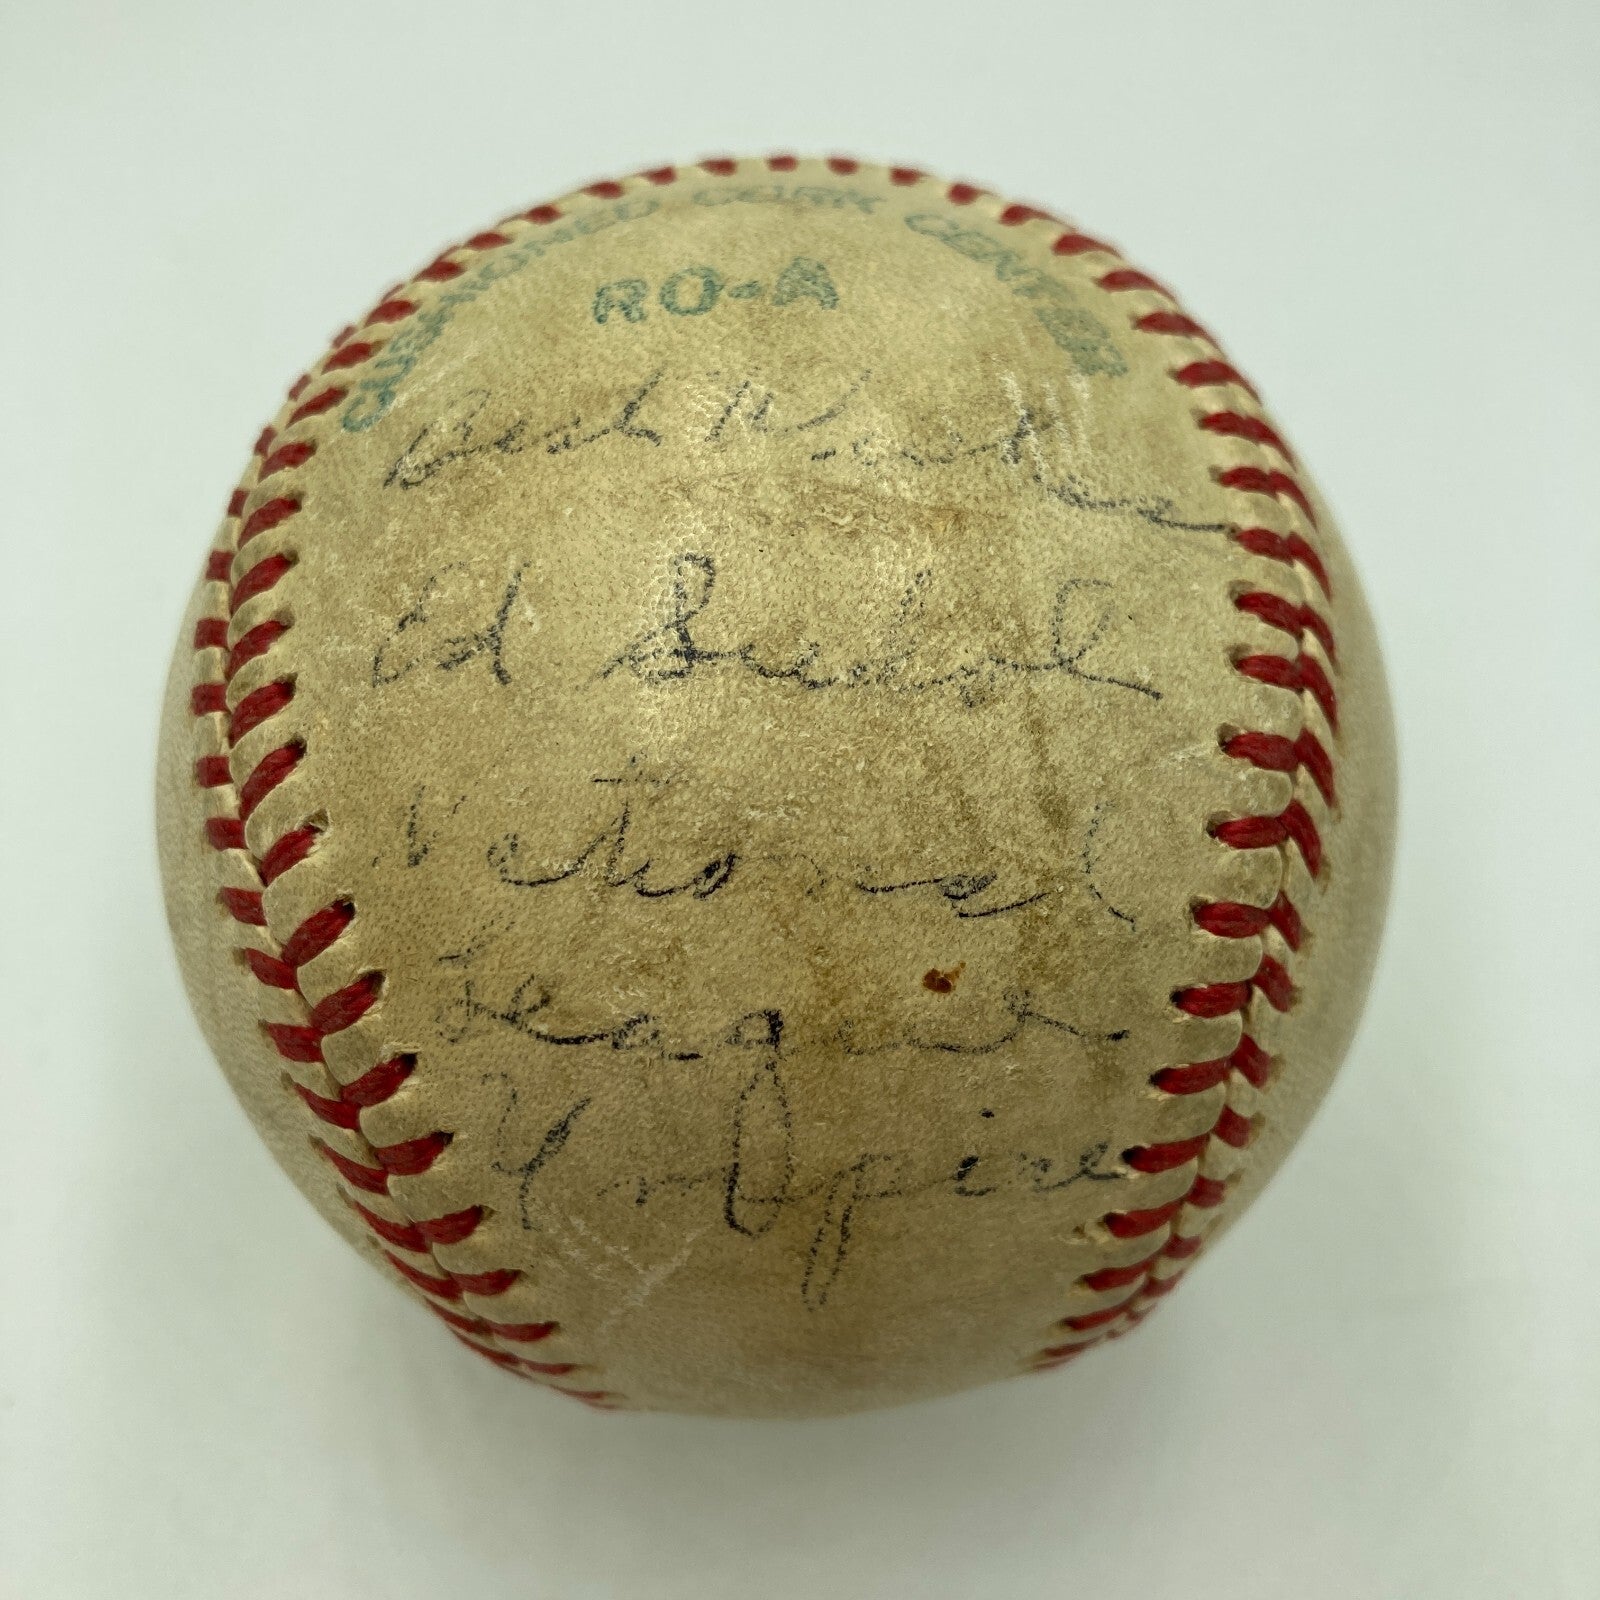 CUSHIONED CORK CENTER
RO-A
Best Wishes
Ed Sudol
National
League
Umpire